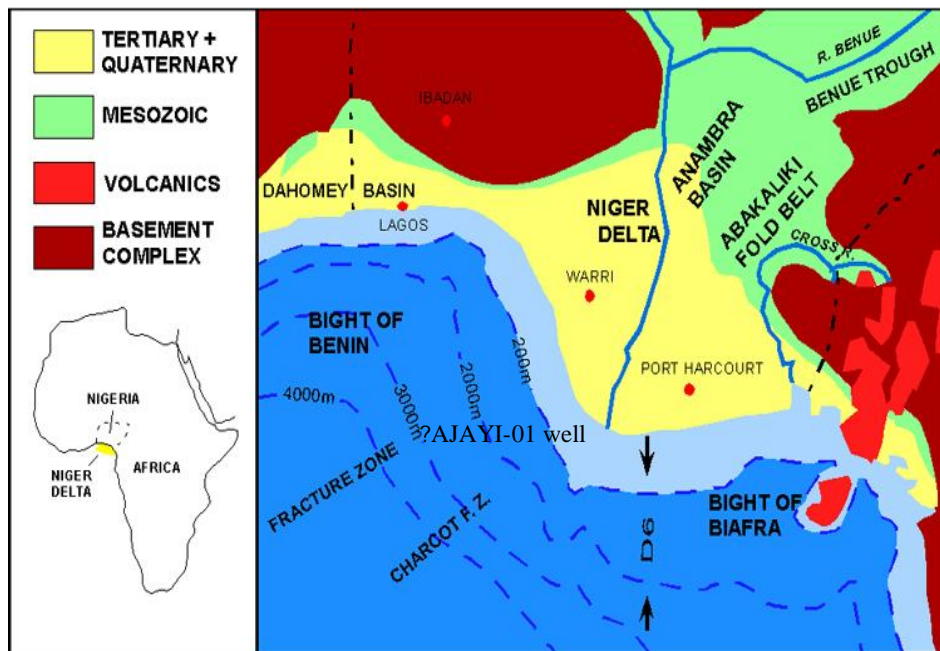 TERTIARY +
QUATERNARY
MESOZOIC
VOLCANICS
BASEMENT
COMPLEX
NIGERIA
NIGER
DELTA
AFRICA
R. BENUE
BENUE TROUGH
IBADAN
ANAMBRA
BASIN
ABAKALIKI
FOLD BELT
DAHOMEY BASIN
LAGOS
NIGER
DELTA
CROSS R.
WARRI
BIGHT OF
BENIN
PORT HARCOURT
200m
2000m
3000m
4000m
?AJAYI-01 well
FRACTURE ZONE
CHARCOT F. Z.
D6
BIGHT OF
BIAFRA